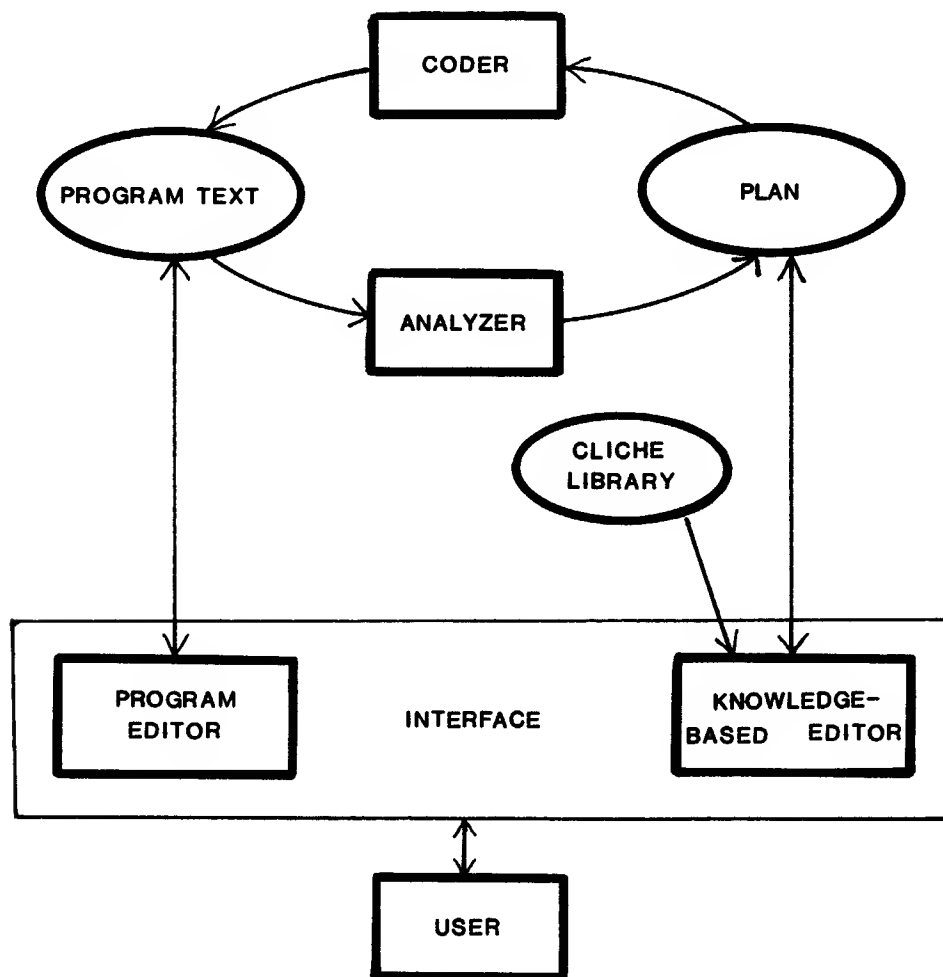 CODER
PROGRAM TEXT
PLAN
ANALYZER
CLICHE
LIBRARY
PROGRAM
EDITOR
INTERFACE
KNOWLEDGE-
BASED EDITOR
USER